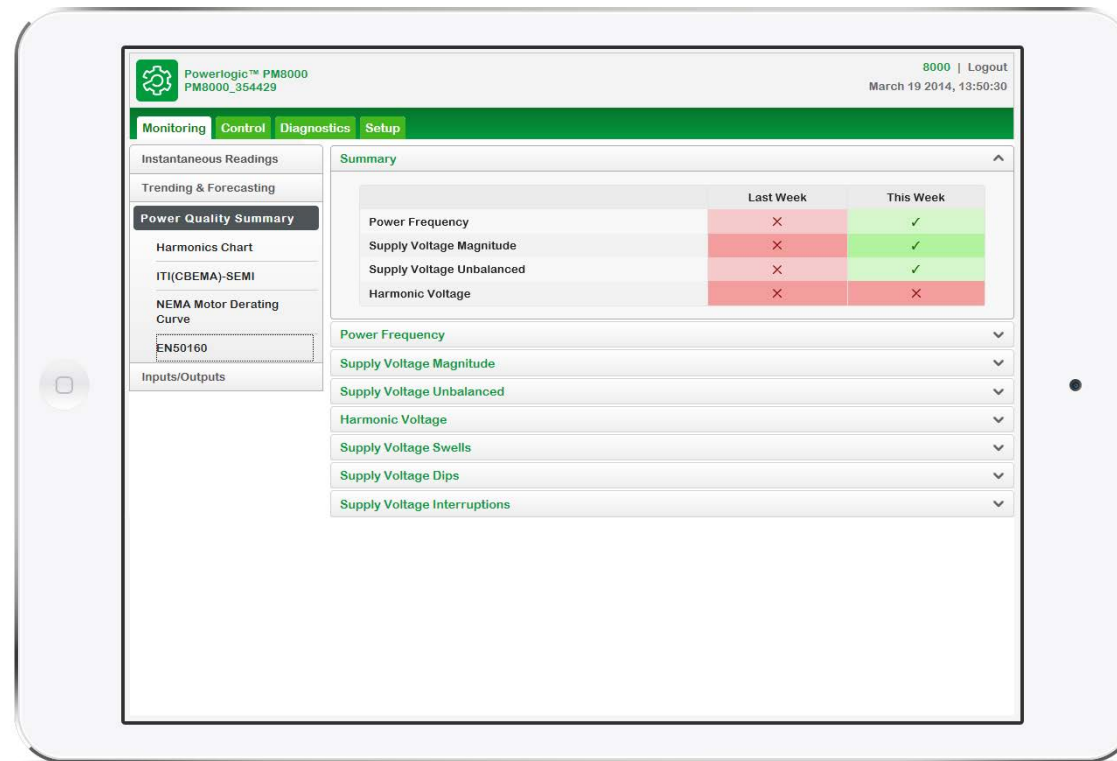 Powerlogic™ PM8000
PM8000_354429
8000 | Logout
March 19 2014, 13:50:30
Monitoring Control Diagnostics Setup
Instantaneous Readings
Trending & Forecasting
Power Quality Summary
Harmonics Chart
ITI(CBEMA)-SEMI
NEMA Motor Derating
Curve
EN50160
Inputs/Outputs
Summary
Last Week This Week
Power Frequency ✕ ✓
Supply Voltage Magnitude ✕ ✓
Supply Voltage Unbalanced ✕ ✓
Harmonic Voltage ✕ ✕
Power Frequency
Supply Voltage Magnitude
Supply Voltage Unbalanced
Harmonic Voltage
Supply Voltage Swells
Supply Voltage Dips
Supply Voltage Interruptions